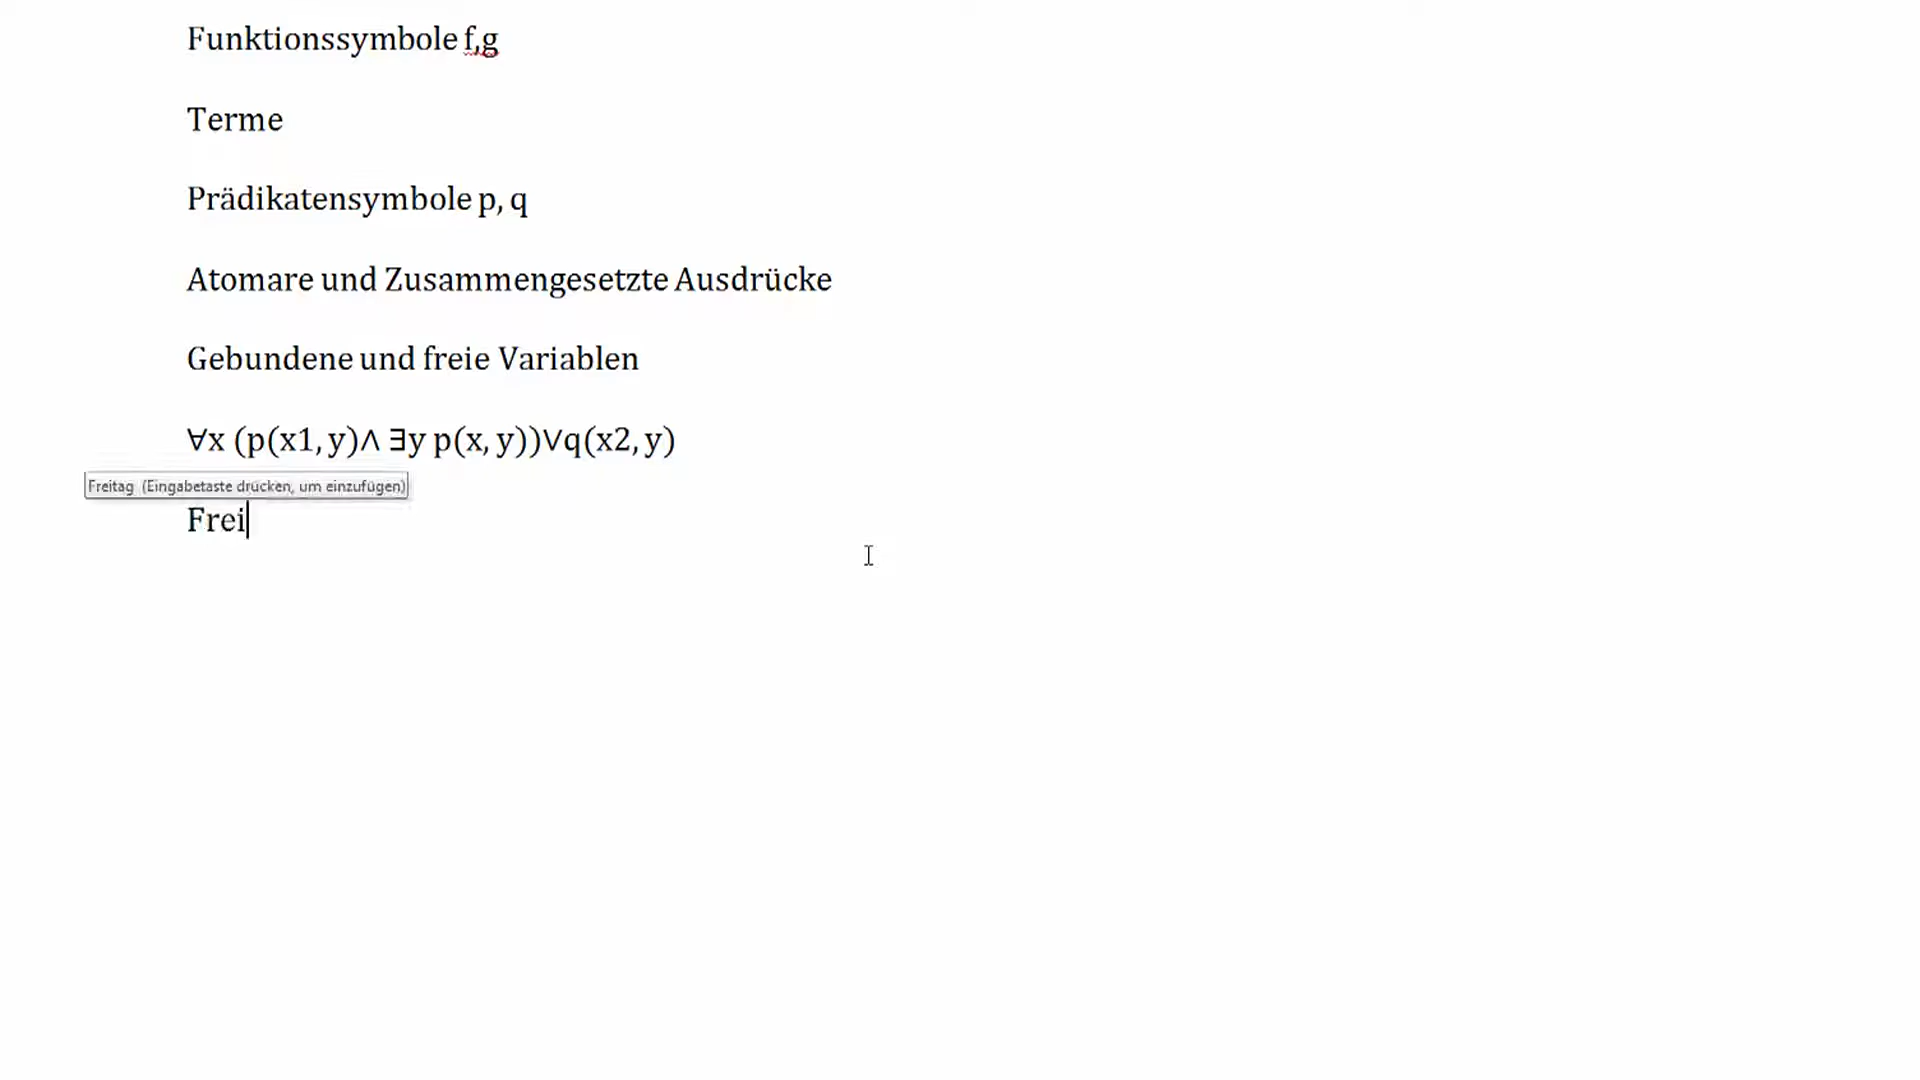 Funktionssymbole f,g
Terme
Prädikatensymbole p, q
Atomare und Zusammengesetzte Ausdrücke
Gebundene und freie Variablen
∀x (p(x1, y)∧ ∃y p(x, y))∨q(x2, y)
Freitag (Eingabetaste drücken, um einzufügen)
Frei